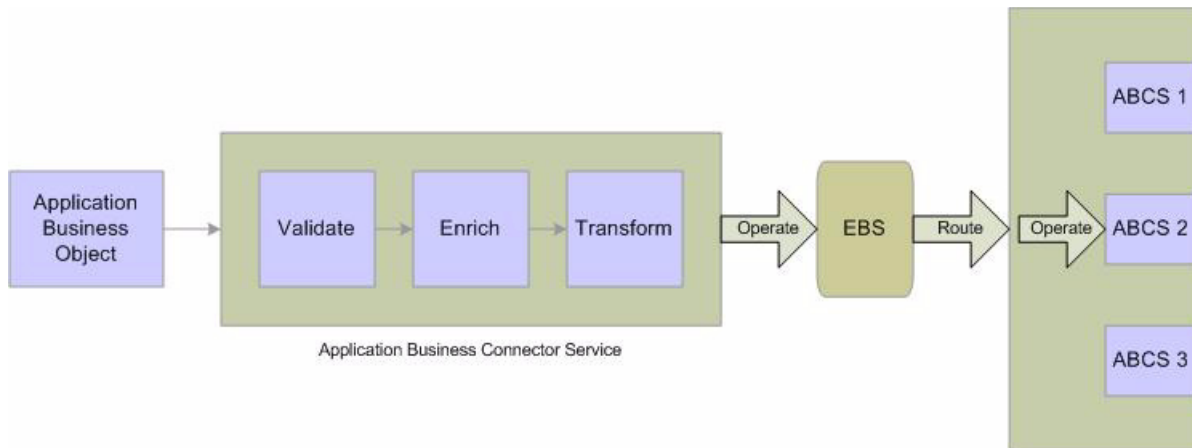 Application
Business
Object
Validate
Enrich
Transform
Application Business Connector Service
Operate
EBS
Route
Operate
ABCS 1
ABCS 2
ABCS 3